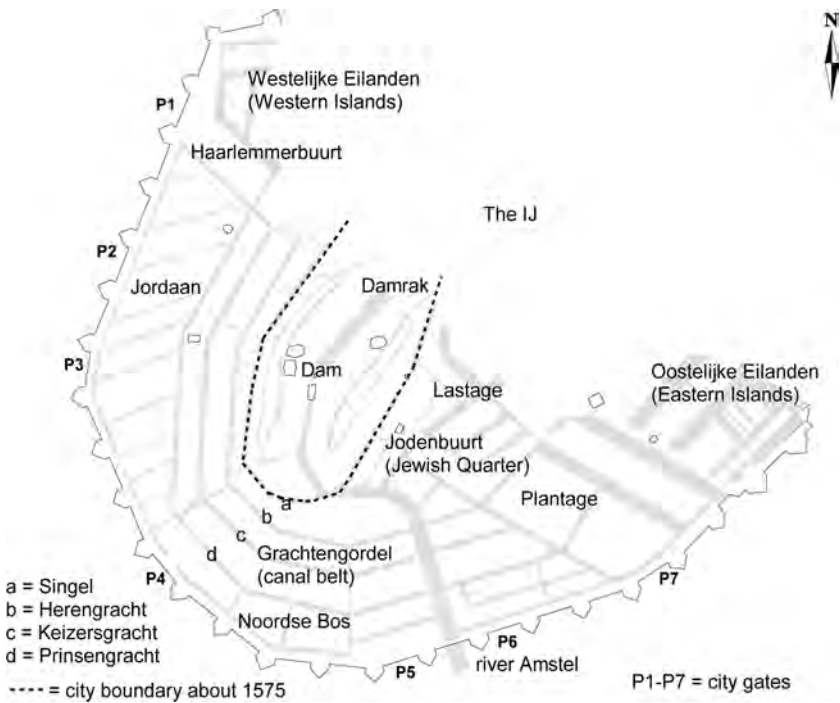 N
Westelijke Eilanden
(Western Islands)
P1
Haarlemmerbuurt
The IJ
P2
Jordaan
Damrak
P3
Dam
Lastage
Oostelijke Eilanden
(Eastern Islands)
Jodenbuurt
(Jewish Quarter)
Plantage
a
b
c
d
Grachtengordel
(canal belt)
P4
P7
a = Singel
b = Herengracht
c = Keizersgracht
d = Prinsengracht
Noordse Bos
P6
P5
river Amstel
= city boundary about 1575
P1-P7 = city gates